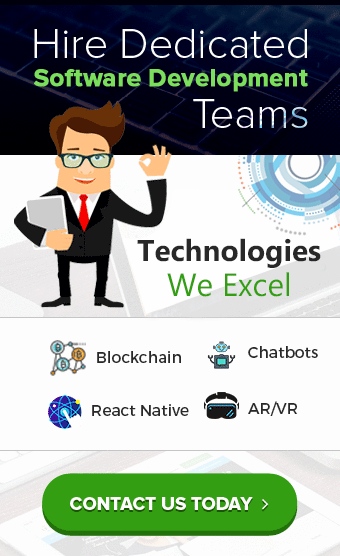 Hire Dedicated
Software Development
Teams
Technologies
We Excel
Blockchain
Chatbots
React Native
AR/VR
CONTACT US TODAY >